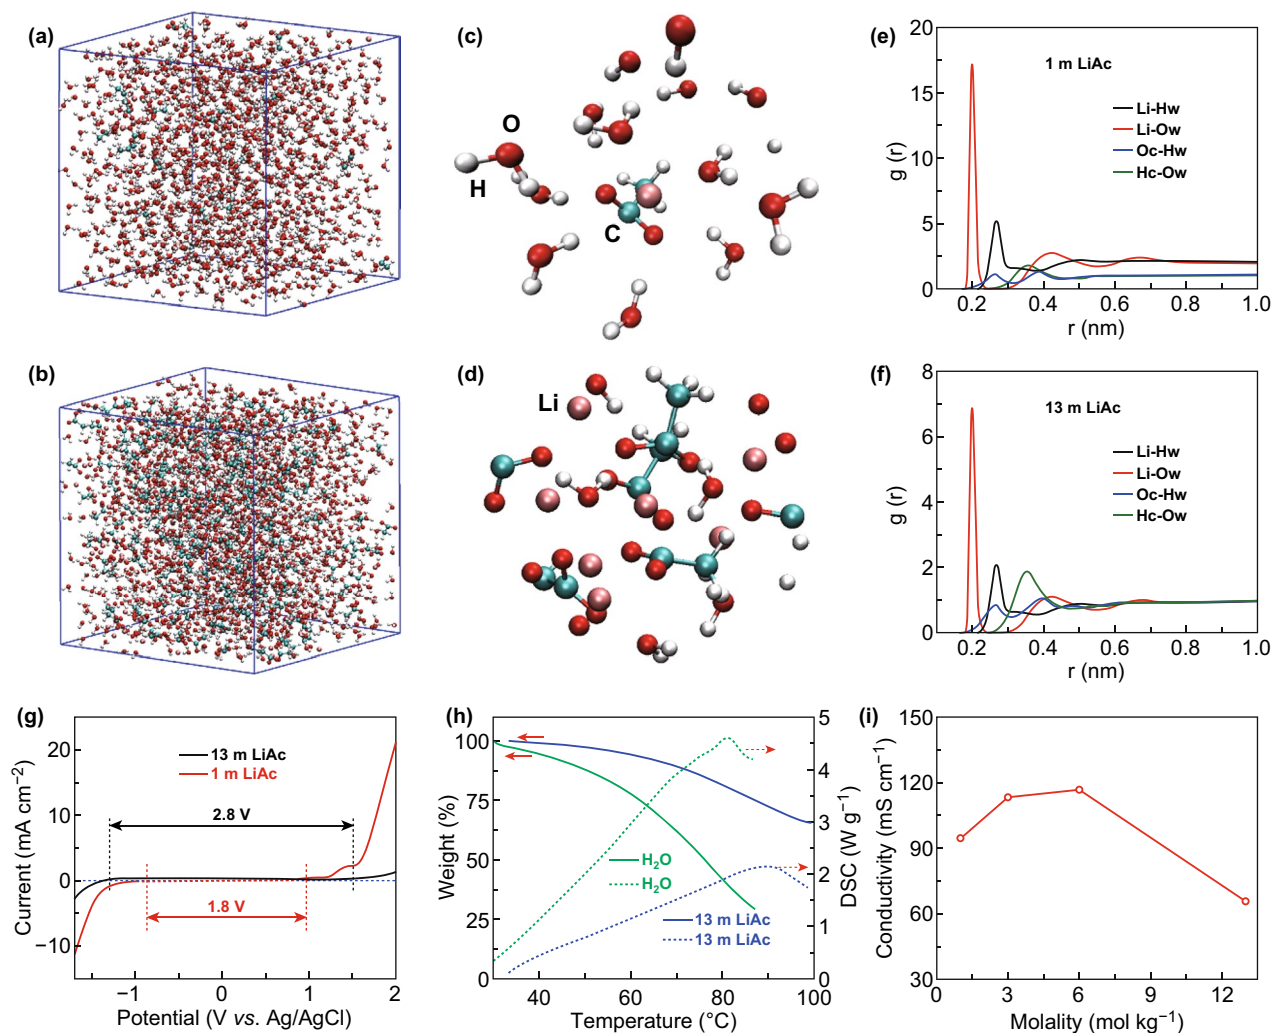 (a)
(c)
O
H
C
(e)
20
15
10
5
0
g (r)
1 m LiAc
Li-Hw
Li-Ow
Oc-Hw
Hc-Ow
0.2 0.4 0.6 0.8 1.0
r (nm)
(b)
(d)
Li
(f)
8
6
4
2
0
g (r)
13 m LiAc
Li-Hw
Li-Ow
Oc-Hw
Hc-Ow
0.2 0.4 0.6 0.8 1.0
r (nm)
(g)
20
10
0
−10
Current (mA cm⁻²)
13 m LiAc
1 m LiAc
2.8 V
1.8 V
−1 0 1 2
Potential (V vs. Ag/AgCl)
(h)
100
75
50
25
0
Weight (%)
H₂O
H₂O
13 m LiAc
13 m LiAc
5
4
3
2
1
0
DSC (W g⁻¹)
40 60 80 100
Temperature (°C)
(i)
150
120
90
60
30
Conductivity (mS cm⁻¹)
0 3 6 9 12
Molality (mol kg⁻¹)